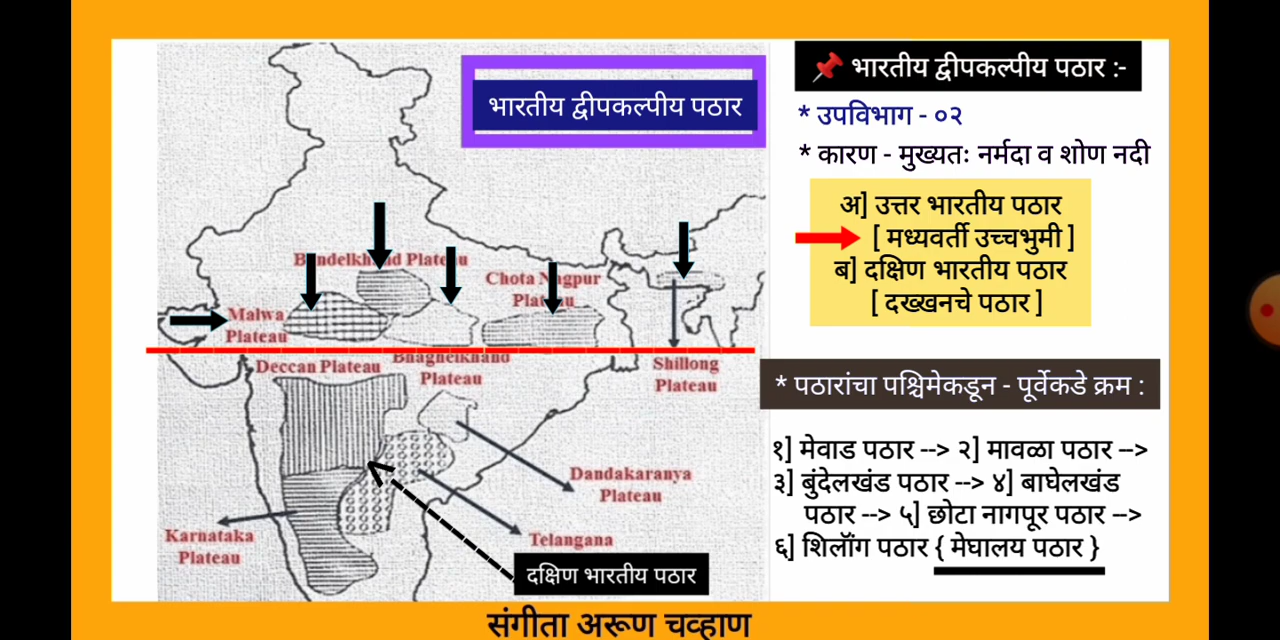 भारतीय द्वीपकल्पीय पठार
Bundelkhand Plateau
Chota Nagpur
Plateau
Malwa
Plateau
Deccan Plateau
Bhaghelkhand
Plateau
Shillong
Plateau
Dandakaranya
Plateau
Karnataka
Plateau
Telangana
दक्षिण भारतीय पठार
📌 भारतीय द्वीपकल्पीय पठार :-
* उपविभाग - ०२
* कारण - मुख्यतः नर्मदा व शोण नदी
अ] उत्तर भारतीय पठार
[ मध्यवर्ती उच्चभुमी ]
ब] दक्षिण भारतीय पठार
[ दख्खनचे पठार ]
* पठारांचा पश्चिमेकडून - पूर्वेकडे क्रम :
१] मेवाड पठार --> २] मावळा पठार -->
३] बुंदेलखंड पठार --> ४] बाघेलखंड
पठार --> ५] छोटा नागपूर पठार -->
६] शिलाँग पठार { मेघालय पठार }
संगीता अरूण चव्हाण